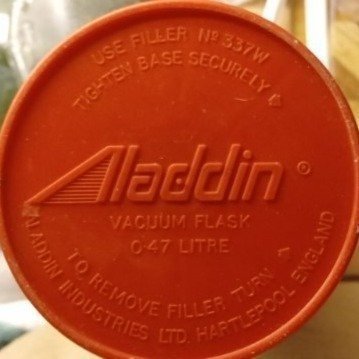 USE FILLER No 337W
TIGHTEN BASE SECURELY
Aladdin ®
VACUUM FLASK
0·47 LITRE
TO REMOVE FILLER TURN
ALADDIN INDUSTRIES LTD. HARTLEPOOL ENGLAND